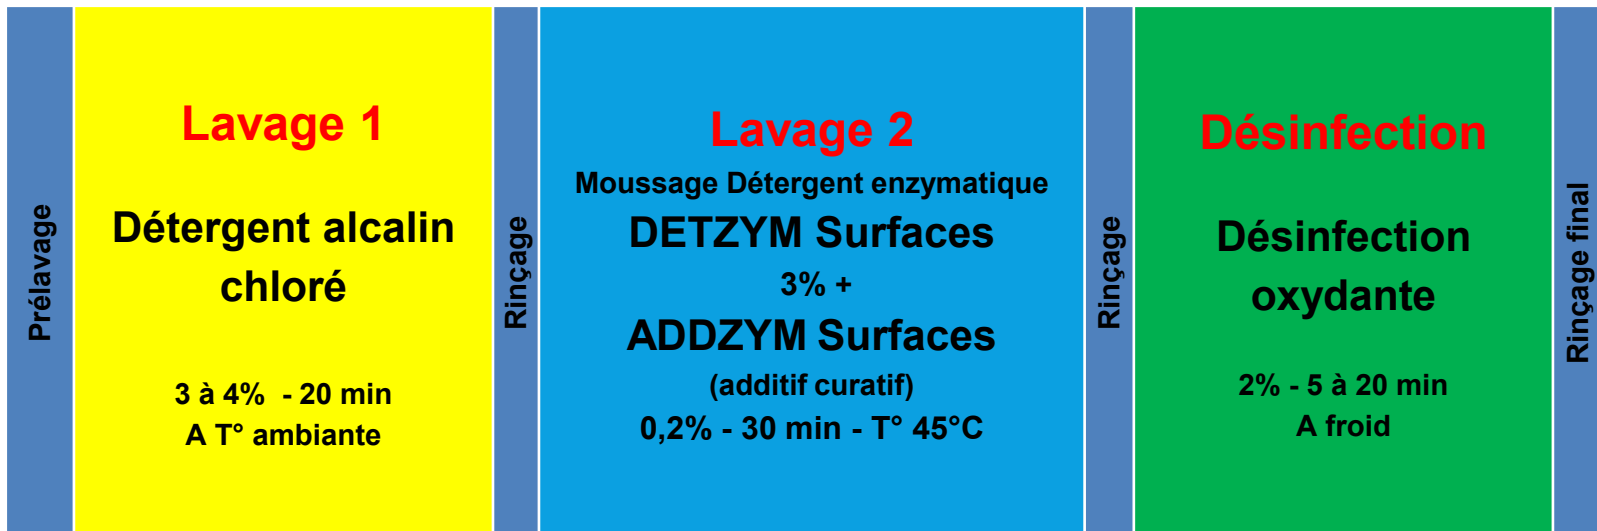 Prélavage
Lavage 1
Détergent alcalin
chloré
3 à 4%  - 20 min
A T° ambiante
Rinçage
Lavage 2
Moussage Détergent enzymatique
DETZYM Surfaces
3% +
ADDZYM Surfaces
(additif curatif)
0,2% - 30 min - T° 45°C
Rinçage
Désinfection
Désinfection
oxydante
2% - 5 à 20 min
A froid
Rinçage final